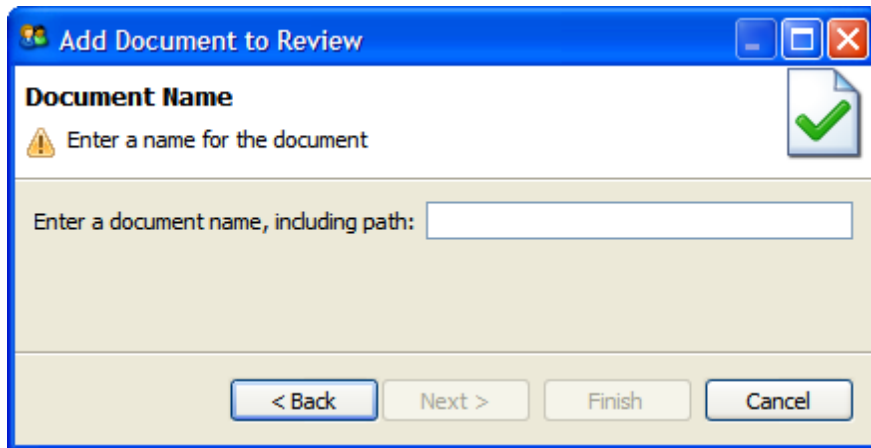 Add Document to Review
Document Name
Enter a name for the document
Enter a document name, including path:
< Back
Next >
Finish
Cancel